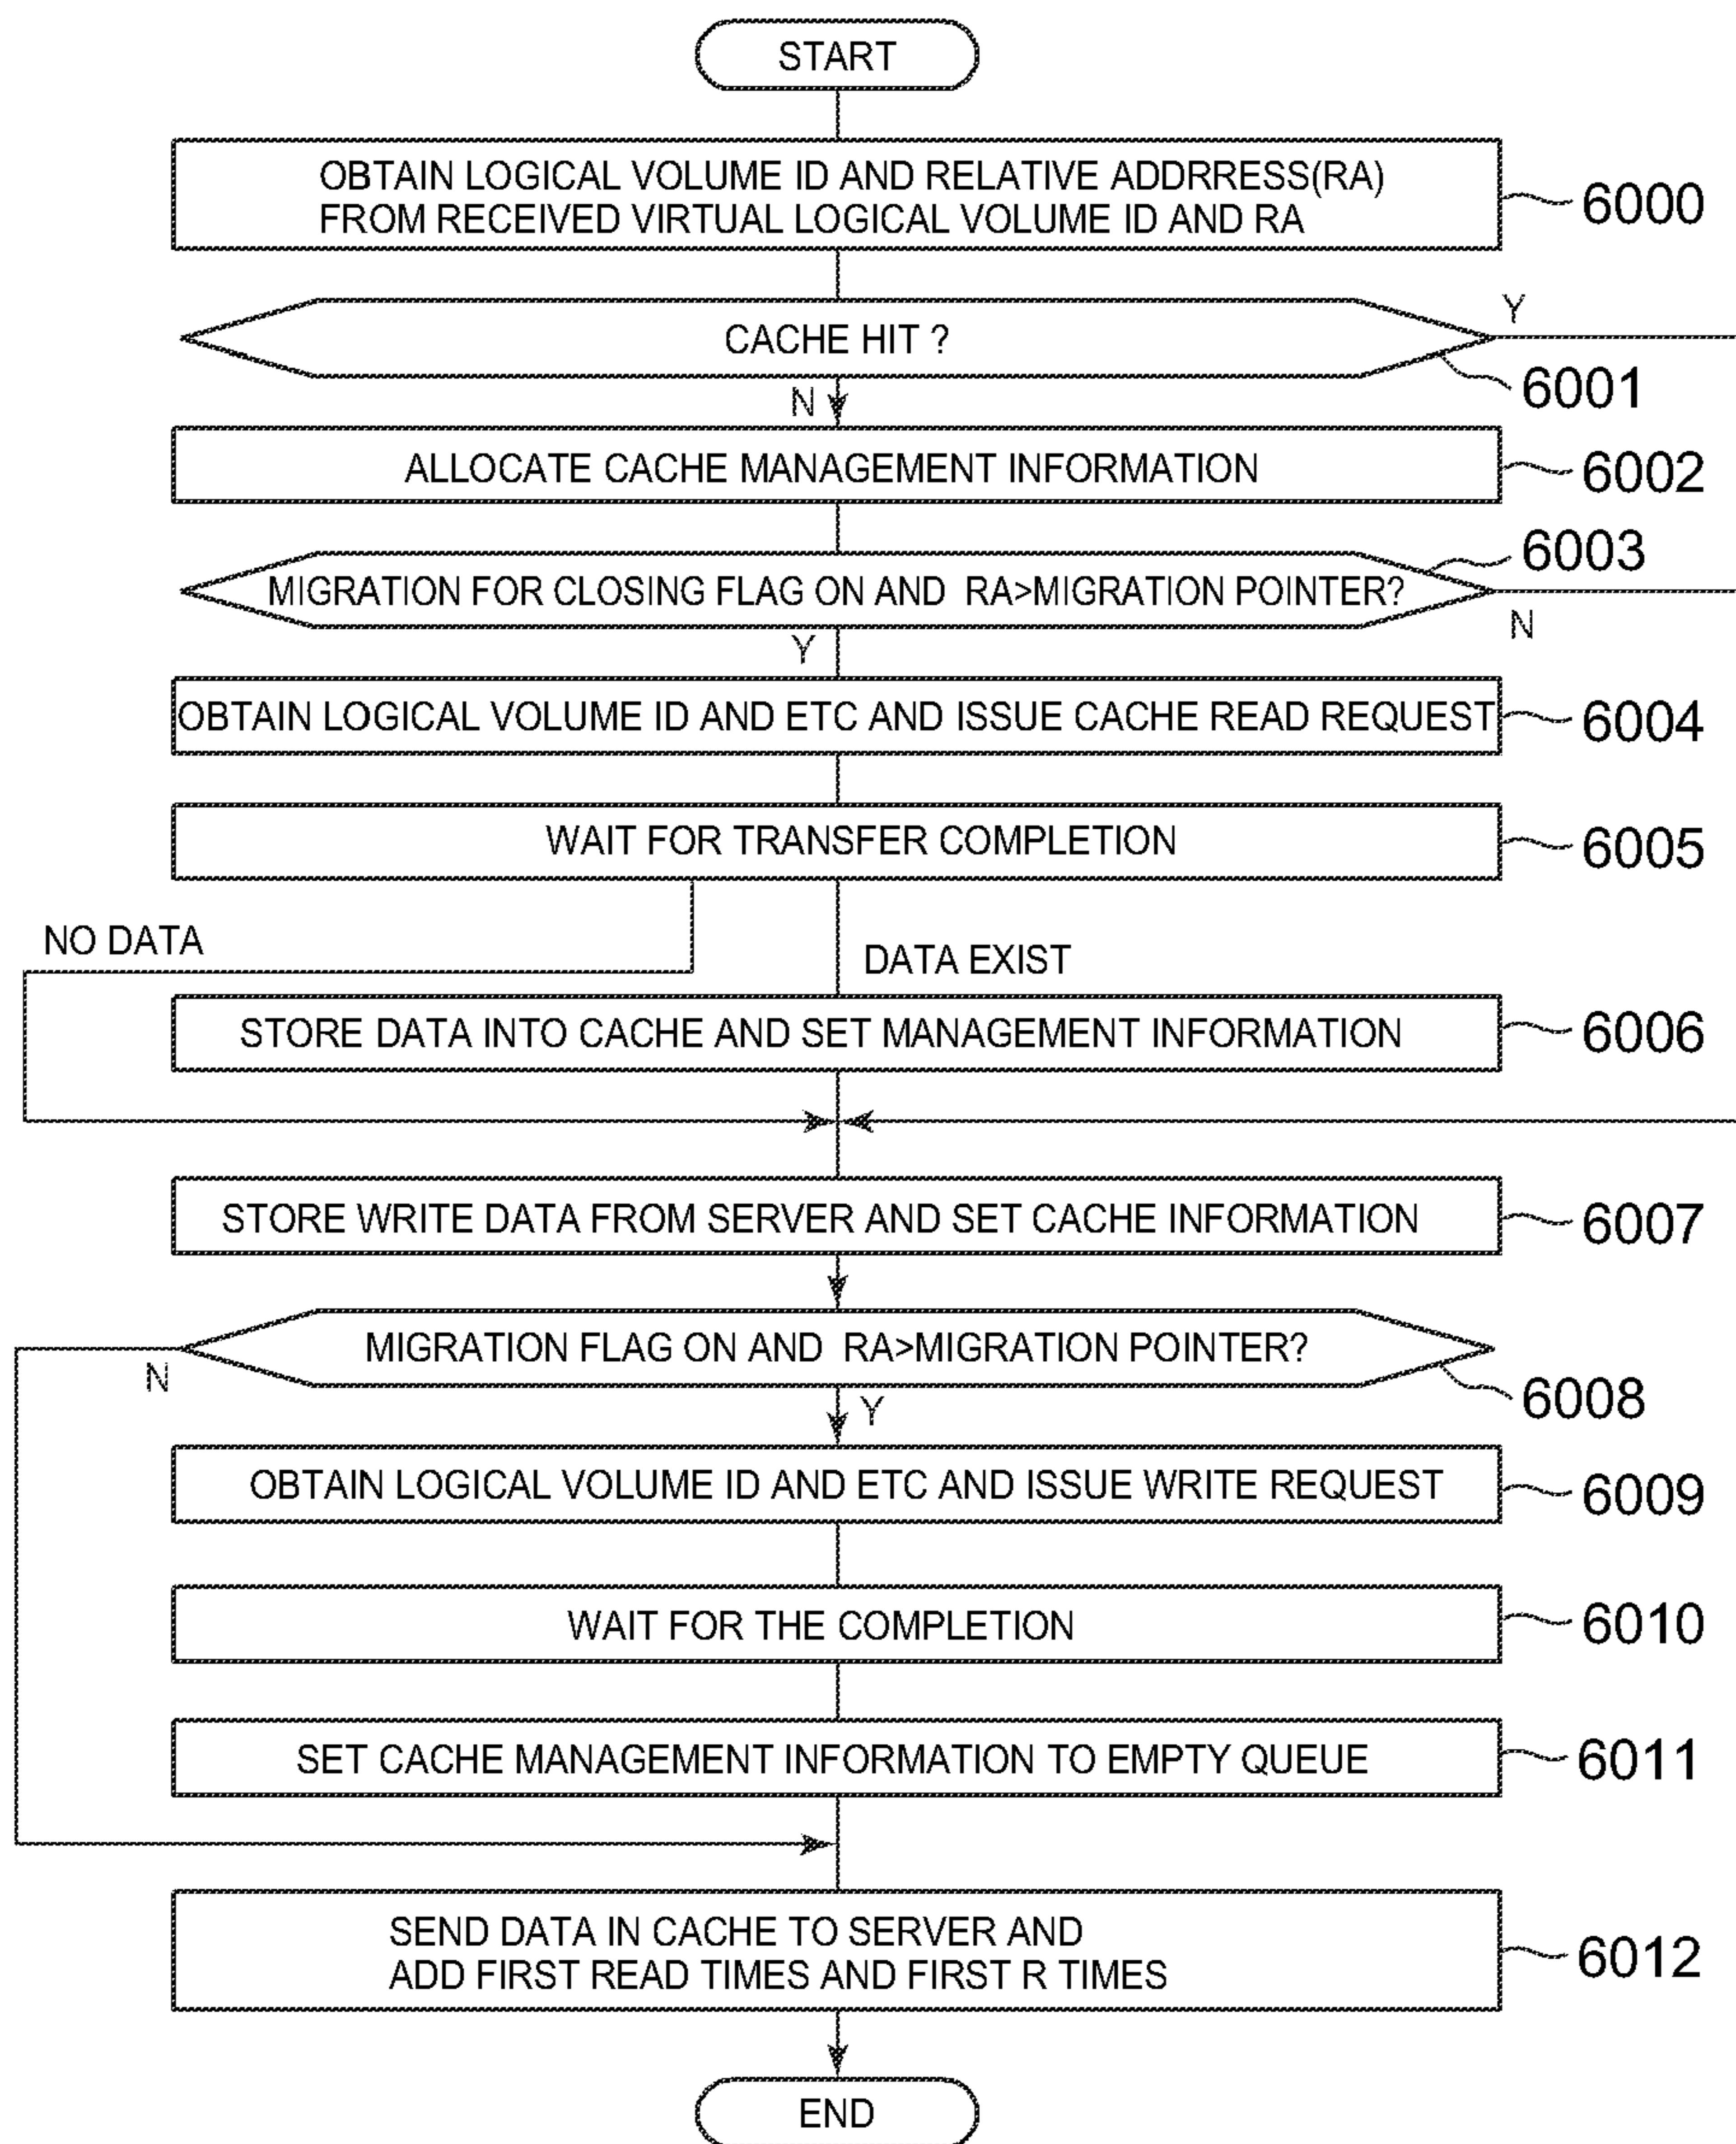 START
OBTAIN LOGICAL VOLUME ID AND RELATIVE ADDRRESS(RA)
FROM RECEIVED VIRTUAL LOGICAL VOLUME ID AND RA
6000
CACHE HIT ?
Y
6001
N
ALLOCATE CACHE MANAGEMENT INFORMATION
6002
MIGRATION FOR CLOSING FLAG ON AND RA>MIGRATION POINTER?
6003
N
Y
OBTAIN LOGICAL VOLUME ID AND ETC AND ISSUE CACHE READ REQUEST
6004
WAIT FOR TRANSFER COMPLETION
6005
NO DATA
DATA EXIST
STORE DATA INTO CACHE AND SET MANAGEMENT INFORMATION
6006
STORE WRITE DATA FROM SERVER AND SET CACHE INFORMATION
6007
MIGRATION FLAG ON AND RA>MIGRATION POINTER?
N
6008
Y
OBTAIN LOGICAL VOLUME ID AND ETC AND ISSUE WRITE REQUEST
6009
WAIT FOR THE COMPLETION
6010
SET CACHE MANAGEMENT INFORMATION TO EMPTY QUEUE
6011
SEND DATA IN CACHE TO SERVER AND
ADD FIRST READ TIMES AND FIRST R TIMES
6012
END